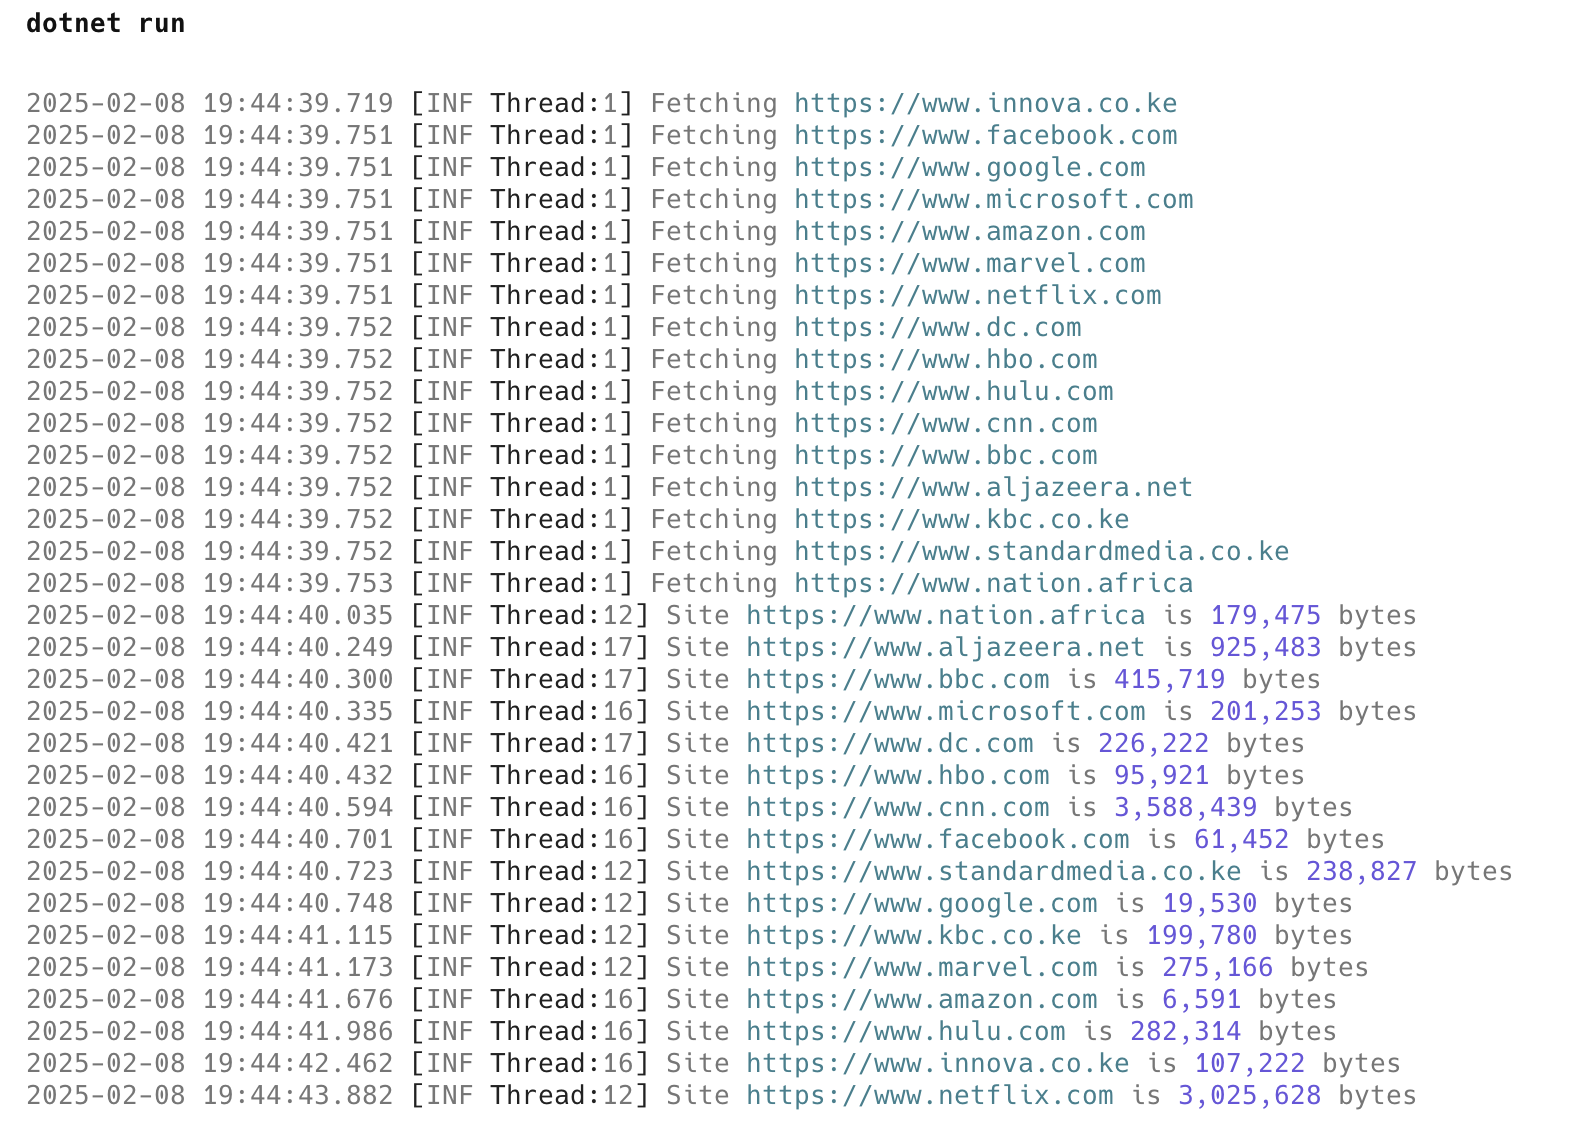 dotnet run
2025-02-08 19:44:39.719 [INF Thread:1] Fetching https://www.innova.co.ke
2025-02-08 19:44:39.751 [INF Thread:1] Fetching https://www.facebook.com
2025-02-08 19:44:39.751 [INF Thread:1] Fetching https://www.google.com
2025-02-08 19:44:39.751 [INF Thread:1] Fetching https://www.microsoft.com
2025-02-08 19:44:39.751 [INF Thread:1] Fetching https://www.amazon.com
2025-02-08 19:44:39.751 [INF Thread:1] Fetching https://www.marvel.com
2025-02-08 19:44:39.751 [INF Thread:1] Fetching https://www.netflix.com
2025-02-08 19:44:39.752 [INF Thread:1] Fetching https://www.dc.com
2025-02-08 19:44:39.752 [INF Thread:1] Fetching https://www.hbo.com
2025-02-08 19:44:39.752 [INF Thread:1] Fetching https://www.hulu.com
2025-02-08 19:44:39.752 [INF Thread:1] Fetching https://www.cnn.com
2025-02-08 19:44:39.752 [INF Thread:1] Fetching https://www.bbc.com
2025-02-08 19:44:39.752 [INF Thread:1] Fetching https://www.aljazeera.net
2025-02-08 19:44:39.752 [INF Thread:1] Fetching https://www.kbc.co.ke
2025-02-08 19:44:39.752 [INF Thread:1] Fetching https://www.standardmedia.co.ke
2025-02-08 19:44:39.753 [INF Thread:1] Fetching https://www.nation.africa
2025-02-08 19:44:40.035 [INF Thread:12] Site https://www.nation.africa is 179,475 bytes
2025-02-08 19:44:40.249 [INF Thread:17] Site https://www.aljazeera.net is 925,483 bytes
2025-02-08 19:44:40.300 [INF Thread:17] Site https://www.bbc.com is 415,719 bytes
2025-02-08 19:44:40.335 [INF Thread:16] Site https://www.microsoft.com is 201,253 bytes
2025-02-08 19:44:40.421 [INF Thread:17] Site https://www.dc.com is 226,222 bytes
2025-02-08 19:44:40.432 [INF Thread:16] Site https://www.hbo.com is 95,921 bytes
2025-02-08 19:44:40.594 [INF Thread:16] Site https://www.cnn.com is 3,588,439 bytes
2025-02-08 19:44:40.701 [INF Thread:16] Site https://www.facebook.com is 61,452 bytes
2025-02-08 19:44:40.723 [INF Thread:12] Site https://www.standardmedia.co.ke is 238,827 bytes
2025-02-08 19:44:40.748 [INF Thread:12] Site https://www.google.com is 19,530 bytes
2025-02-08 19:44:41.115 [INF Thread:12] Site https://www.kbc.co.ke is 199,780 bytes
2025-02-08 19:44:41.173 [INF Thread:12] Site https://www.marvel.com is 275,166 bytes
2025-02-08 19:44:41.676 [INF Thread:16] Site https://www.amazon.com is 6,591 bytes
2025-02-08 19:44:41.986 [INF Thread:16] Site https://www.hulu.com is 282,314 bytes
2025-02-08 19:44:42.462 [INF Thread:16] Site https://www.innova.co.ke is 107,222 bytes
2025-02-08 19:44:43.882 [INF Thread:12] Site https://www.netflix.com is 3,025,628 bytes